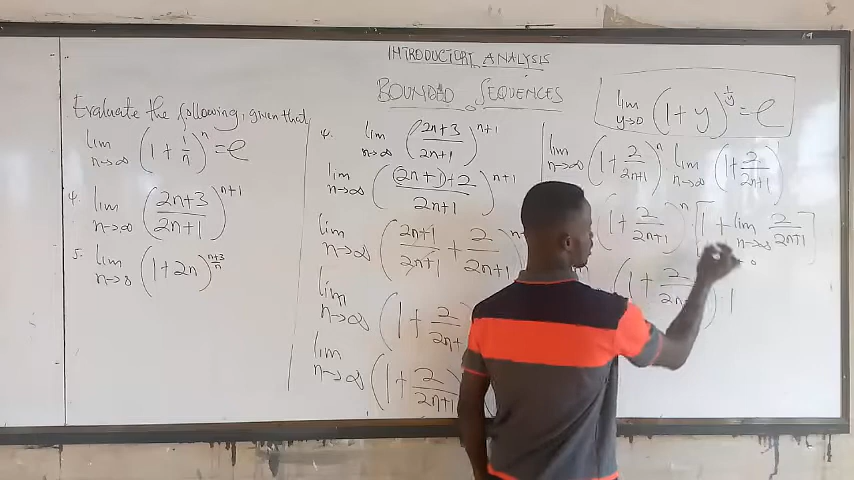 INTRODUCTORY ANALYSIS
BOUNDED SEQUENCES
Evaluate the following, given that
lim n→∞ (1 + 1/n)^n = e
4. lim n→∞ ((2n+3)/(2n+1))^(n+1)
5. lim n→∞ (1+2n)^((n+3)/n)
4. lim n→∞ ((2n+3)/(2n+1))^(n+1)
lim n→∞ (((2n+1)+2)/(2n+1))^(n+1)
lim n→∞ ((2n+1)/(2n+1) + 2/(2n+1))
lim n→∞ (1 + 2/(2n
lim n→∞ (1 + 2/(2n+1)
lim y→0 (1+y)^(1/y) = e
lim n→∞ (1 + 2/(2n+1))^n lim n→∞ (1 + 2/(2n+1))
(1 + 2/(2n+1))^n · [1 + lim n→∞ 2/(2n+1)]
(1 + 2/(2n ) · 1